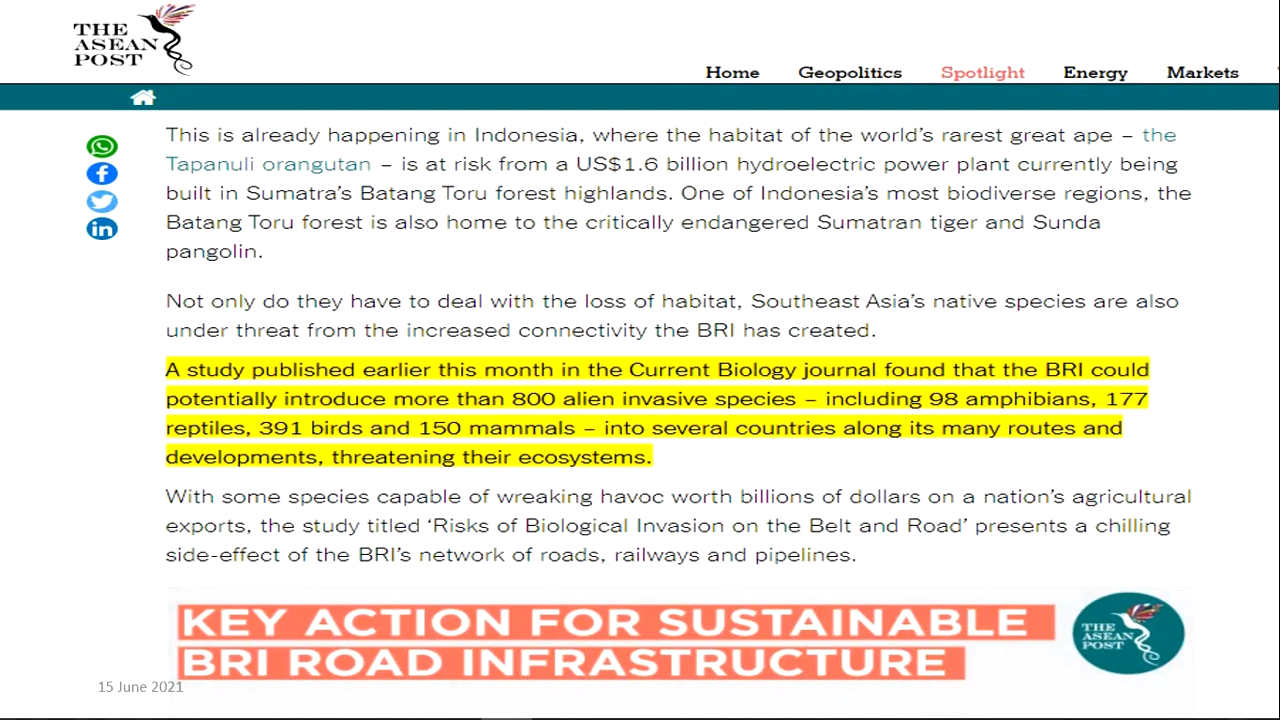 THE
ASEAN
POST
Home Geopolitics Spotlight Energy Markets
This is already happening in Indonesia, where the habitat of the world’s rarest great ape – the
Tapanuli orangutan – is at risk from a US$1.6 billion hydroelectric power plant currently being
built in Sumatra’s Batang Toru forest highlands. One of Indonesia’s most biodiverse regions, the
Batang Toru forest is also home to the critically endangered Sumatran tiger and Sunda
pangolin.
Not only do they have to deal with the loss of habitat, Southeast Asia’s native species are also
under threat from the increased connectivity the BRI has created.
A study published earlier this month in the Current Biology journal found that the BRI could
potentially introduce more than 800 alien invasive species – including 98 amphibians, 177
reptiles, 391 birds and 150 mammals – into several countries along its many routes and
developments, threatening their ecosystems.
With some species capable of wreaking havoc worth billions of dollars on a nation’s agricultural
exports, the study titled ‘Risks of Biological Invasion on the Belt and Road’ presents a chilling
side-effect of the BRI’s network of roads, railways and pipelines.
KEY ACTION FOR SUSTAINABLE
BRI ROAD INFRASTRUCTURE
THE
ASEAN
POST
15 June 2021